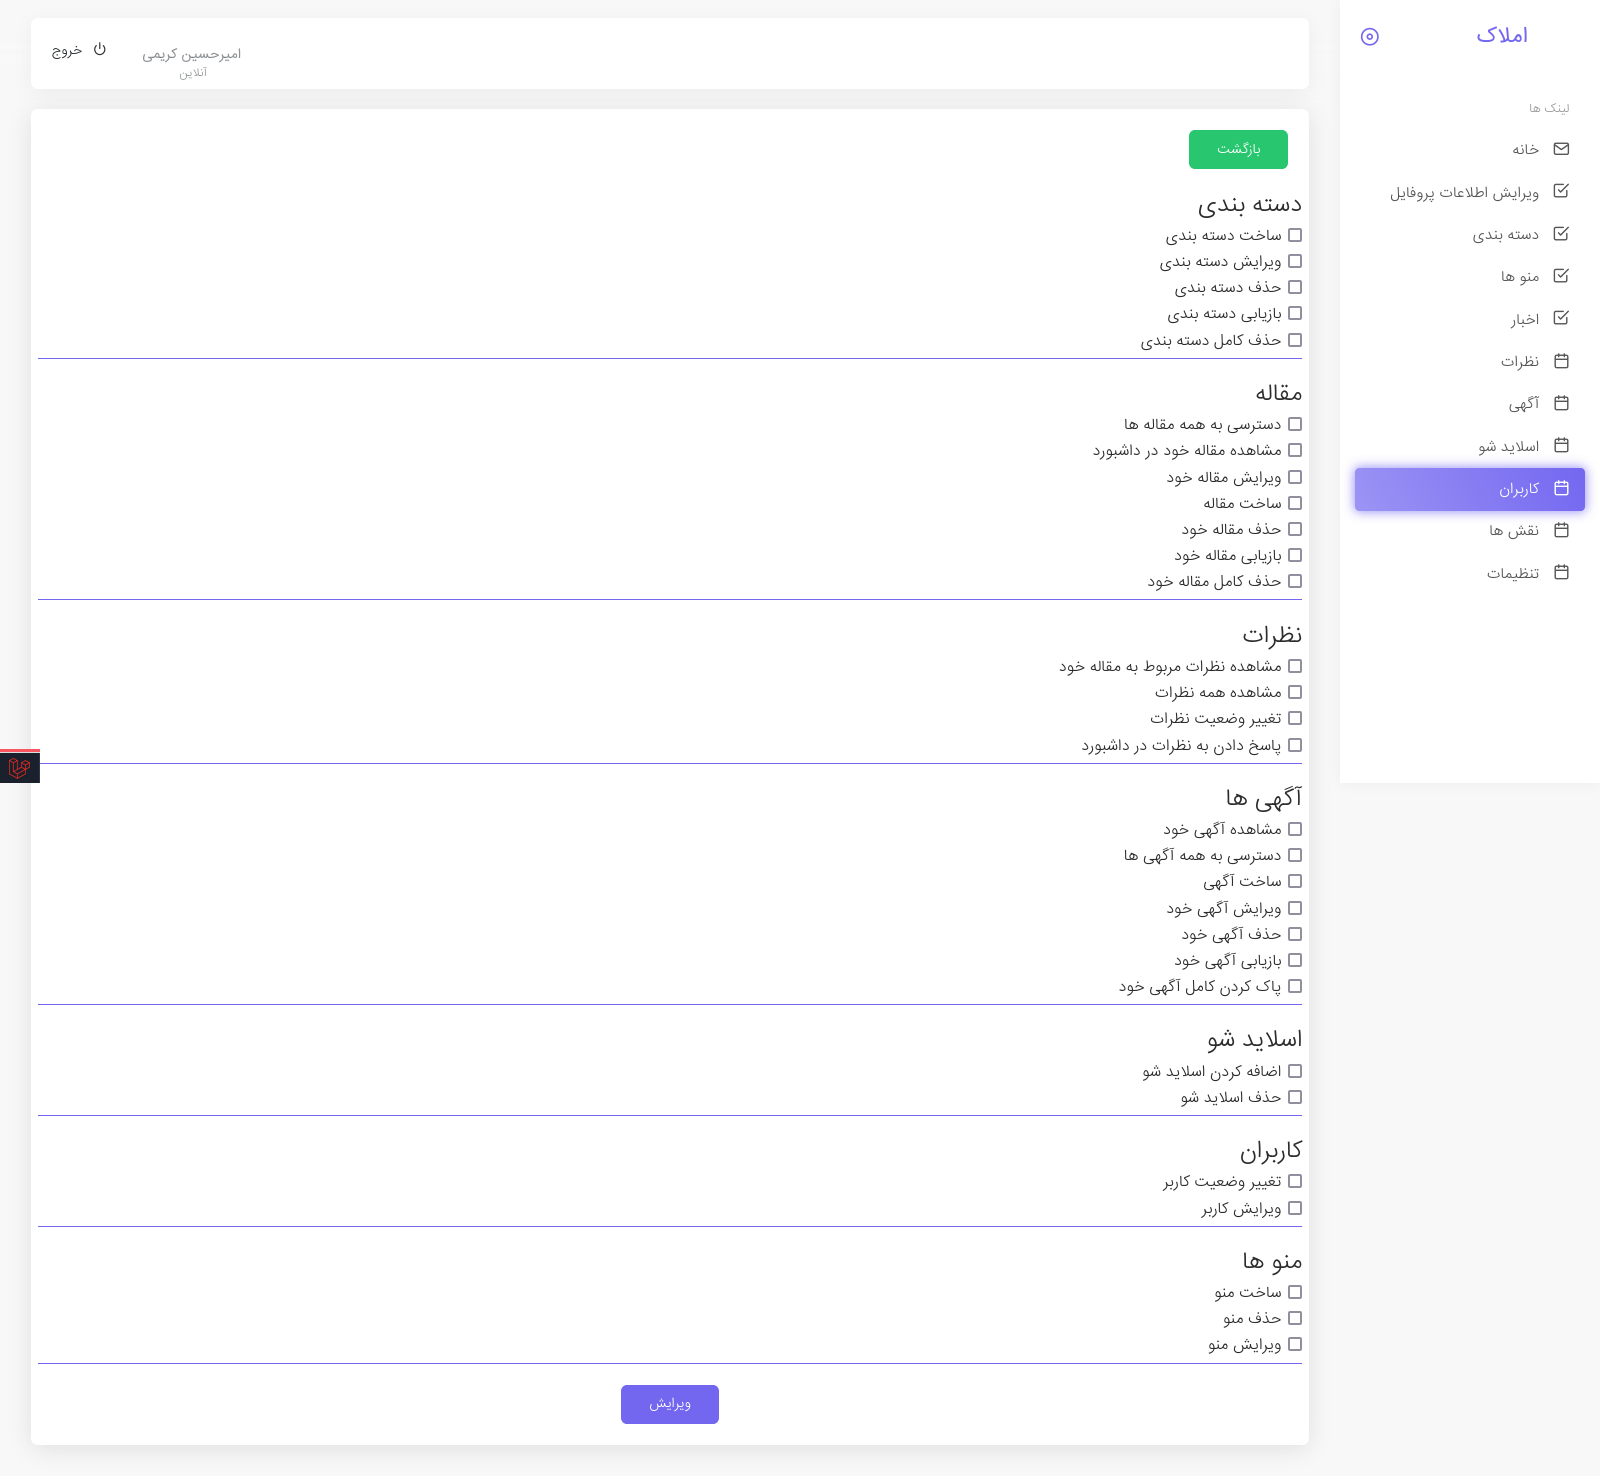 املاک
لینک ها
خانه
ویرایش اطلاعات پروفایل
دسته بندی
منو ها
اخبار
نظرات
آگهی
اسلاید شو
کاربران
نقش ها
تنظیمات
امیرحسین کریمی
آنلاین
خروج
بازگشت
دسته بندی
ساخت دسته بندی
ویرایش دسته بندی
حذف دسته بندی
بازیابی دسته بندی
حذف کامل دسته بندی
مقاله
دسترسی به همه مقاله ها
مشاهده مقاله خود در داشبورد
ویرایش مقاله خود
ساخت مقاله
حذف مقاله خود
بازیابی مقاله خود
حذف کامل مقاله خود
نظرات
مشاهده نظرات مربوط به مقاله خود
مشاهده همه نظرات
تغییر وضعیت نظرات
پاسخ دادن به نظرات در داشبورد
آگهی ها
مشاهده آگهی خود
دسترسی به همه آگهی ها
ساخت آگهی
ویرایش آگهی خود
حذف آگهی خود
بازیابی آگهی خود
پاک کردن کامل آگهی خود
اسلاید شو
اضافه کردن اسلاید شو
حذف اسلاید شو
کاربران
تغییر وضعیت کاربر
ویرایش کاربر
منو ها
ساخت منو
حذف منو
ویرایش منو
ویرایش